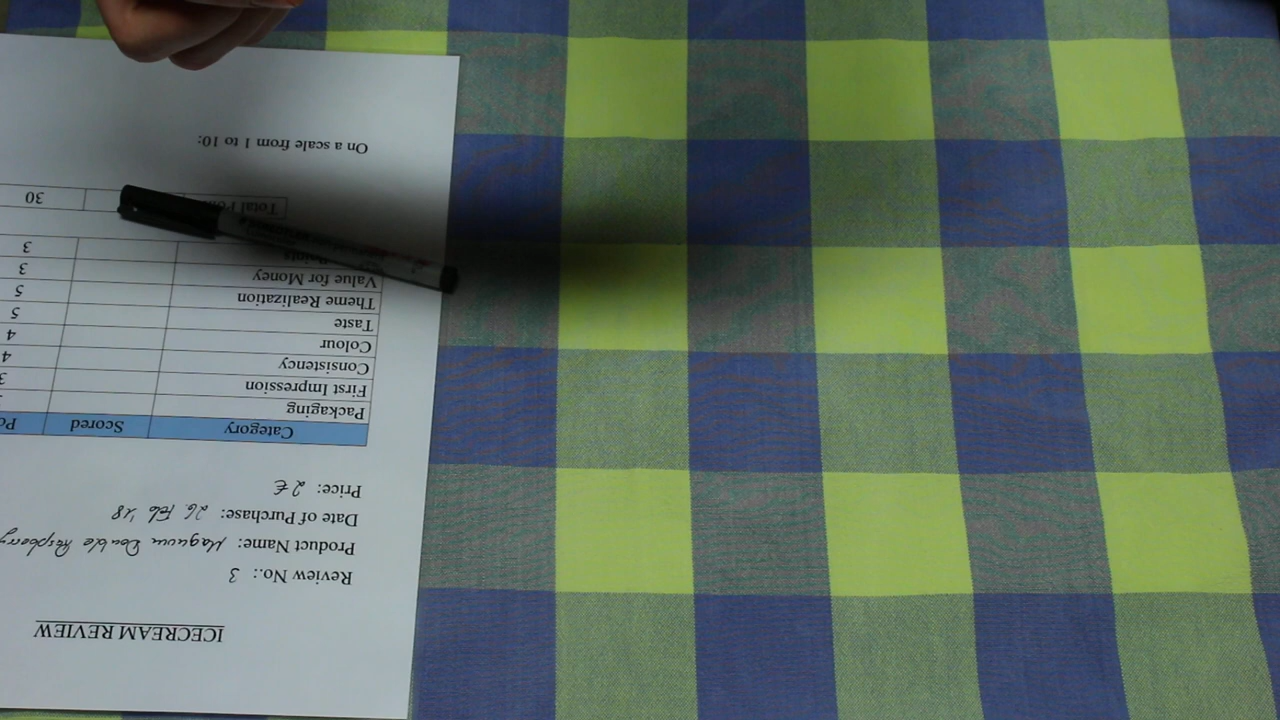 ICECREAM REVIEW
Review No.: 3
Product Name: Magnum Double Raspberry
Date of Purchase: 26 Feb '18
Price: 2 €
Category Scored
Packaging
First Impression 3
Consistency 4
Colour 4
Taste 5
Theme Realization 5
Value for Money 3
Points 3
Total 30
On a scale from 1 to 10: